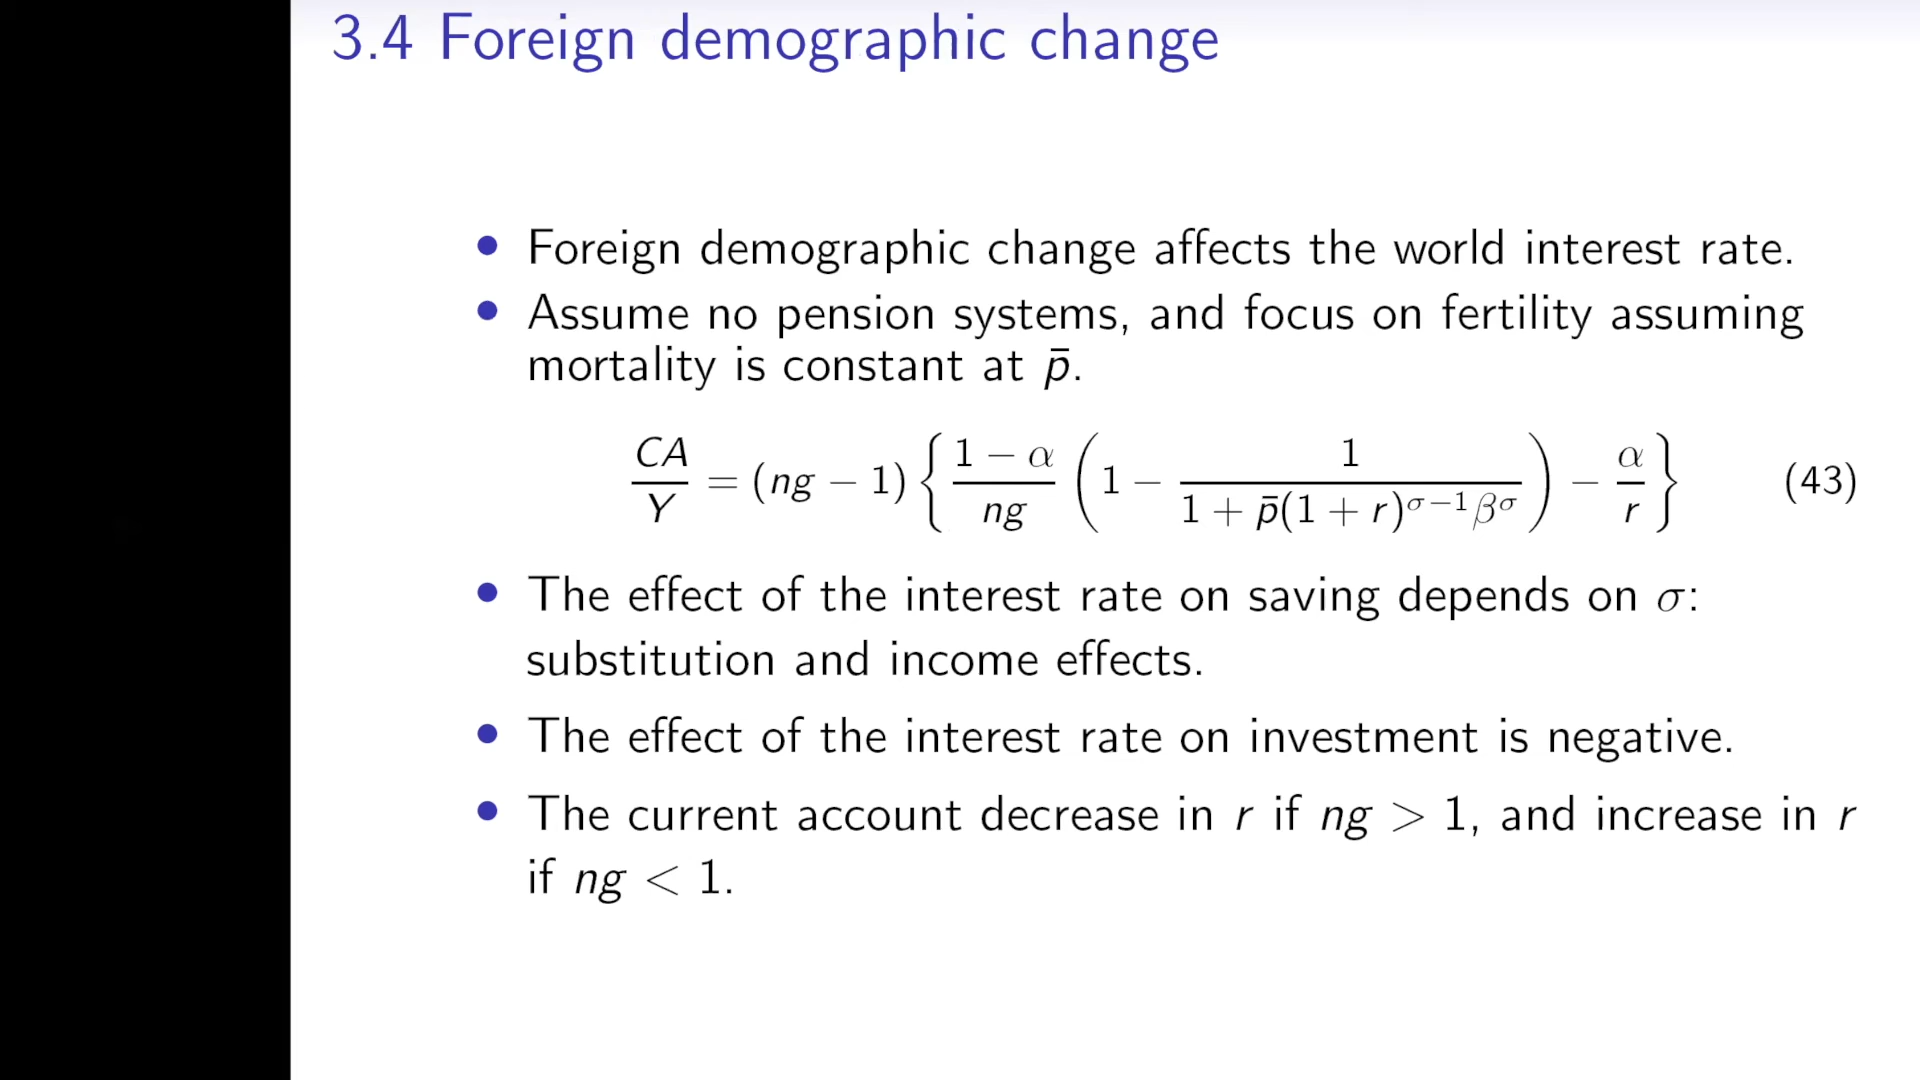 3.4 Foreign demographic change
• Foreign demographic change affects the world interest rate.
• Assume no pension systems, and focus on fertility assuming
mortality is constant at p̄.
CA/Y = (ng − 1) { (1 − α)/ng ( 1 − 1/(1 + p̄(1 + r)^{σ−1}β^σ) ) − α/r } (43)
• The effect of the interest rate on saving depends on σ:
substitution and income effects.
• The effect of the interest rate on investment is negative.
• The current account decrease in r if ng > 1, and increase in r
if ng < 1.